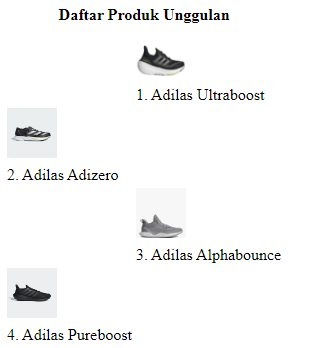 Daftar Produk Unggulan
1. Adilas Ultraboost
2. Adilas Adizero
3. Adilas Alphabounce
4. Adilas Pureboost